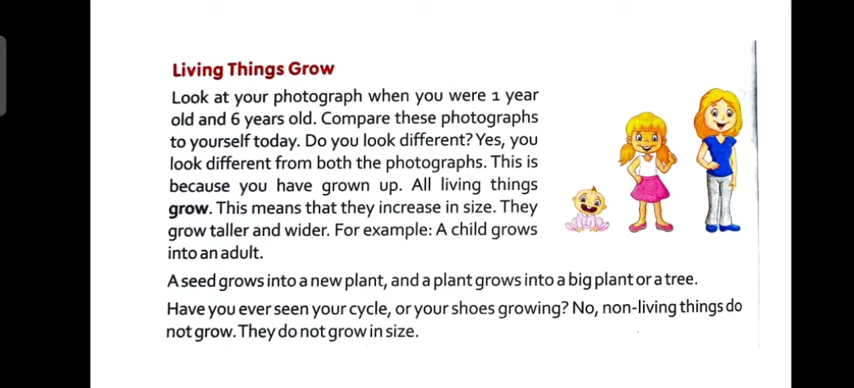 Living Things Grow
Look at your photograph when you were 1 year
old and 6 years old. Compare these photographs
to yourself today. Do you look different? Yes, you
look different from both the photographs. This is
because you have grown up. All living things
grow. This means that they increase in size. They
grow taller and wider. For example: A child grows
into an adult.
A seed grows into a new plant, and a plant grows into a big plant or a tree.
Have you ever seen your cycle, or your shoes growing? No, non-living things do
not grow. They do not grow in size.